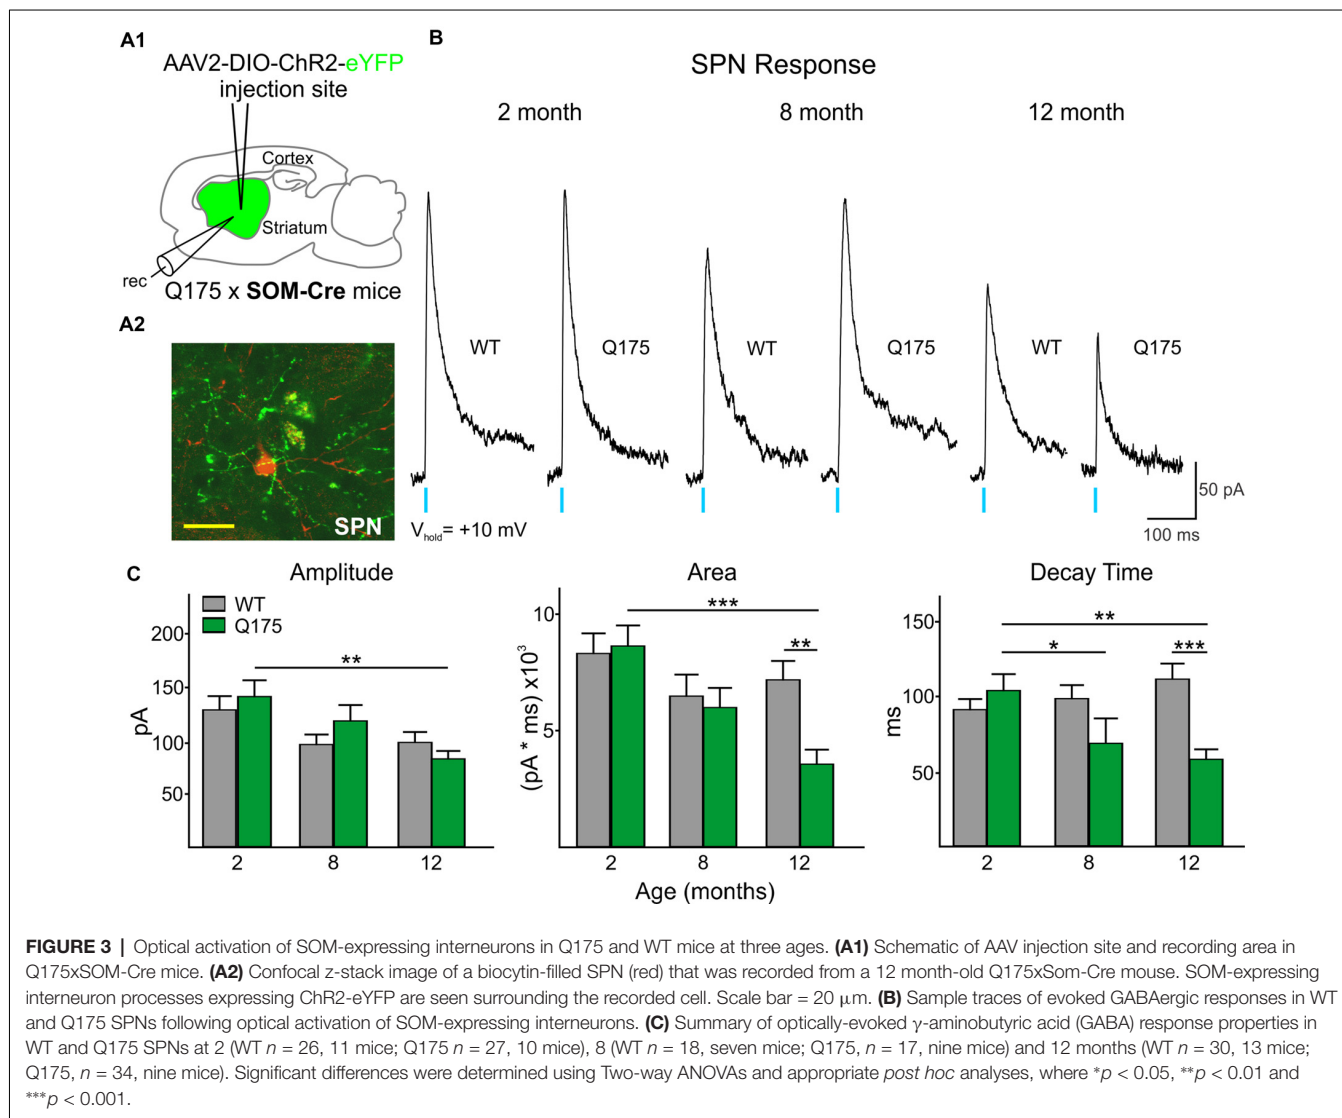 A1
AAV2-DIO-ChR2-eYFP
injection site
Cortex
Striatum
rec
Q175 x SOM-Cre mice
A2
SPN
B
SPN Response
2 month
8 month
12 month
WT
Q175
WT
Q175
WT
Q175
Vhold= +10 mV
50 pA
100 ms
C
Amplitude
WT
Q175
200
150
100
50
pA
**
2
8
12
Area
10
5
(pA * ms) x10³
***
**
2
8
12
Age (months)
Decay Time
150
100
50
ms
**
*
***
2
8
12
FIGURE 3 | Optical activation of SOM-expressing interneurons in Q175 and WT mice at three ages. (A1) Schematic of AAV injection site and recording area in
Q175xSOM-Cre mice. (A2) Confocal z-stack image of a biocytin-filled SPN (red) that was recorded from a 12 month-old Q175xSom-Cre mouse. SOM-expressing
interneuron processes expressing ChR2-eYFP are seen surrounding the recorded cell. Scale bar = 20 μm. (B) Sample traces of evoked GABAergic responses in WT
and Q175 SPNs following optical activation of SOM-expressing interneurons. (C) Summary of optically-evoked γ-aminobutyric acid (GABA) response properties in
WT and Q175 SPNs at 2 (WT n = 26, 11 mice; Q175 n = 27, 10 mice), 8 (WT n = 18, seven mice; Q175, n = 17, nine mice) and 12 months (WT n = 30, 13 mice;
Q175, n = 34, nine mice). Significant differences were determined using Two-way ANOVAs and appropriate post hoc analyses, where *p < 0.05, **p < 0.01 and
***p < 0.001.